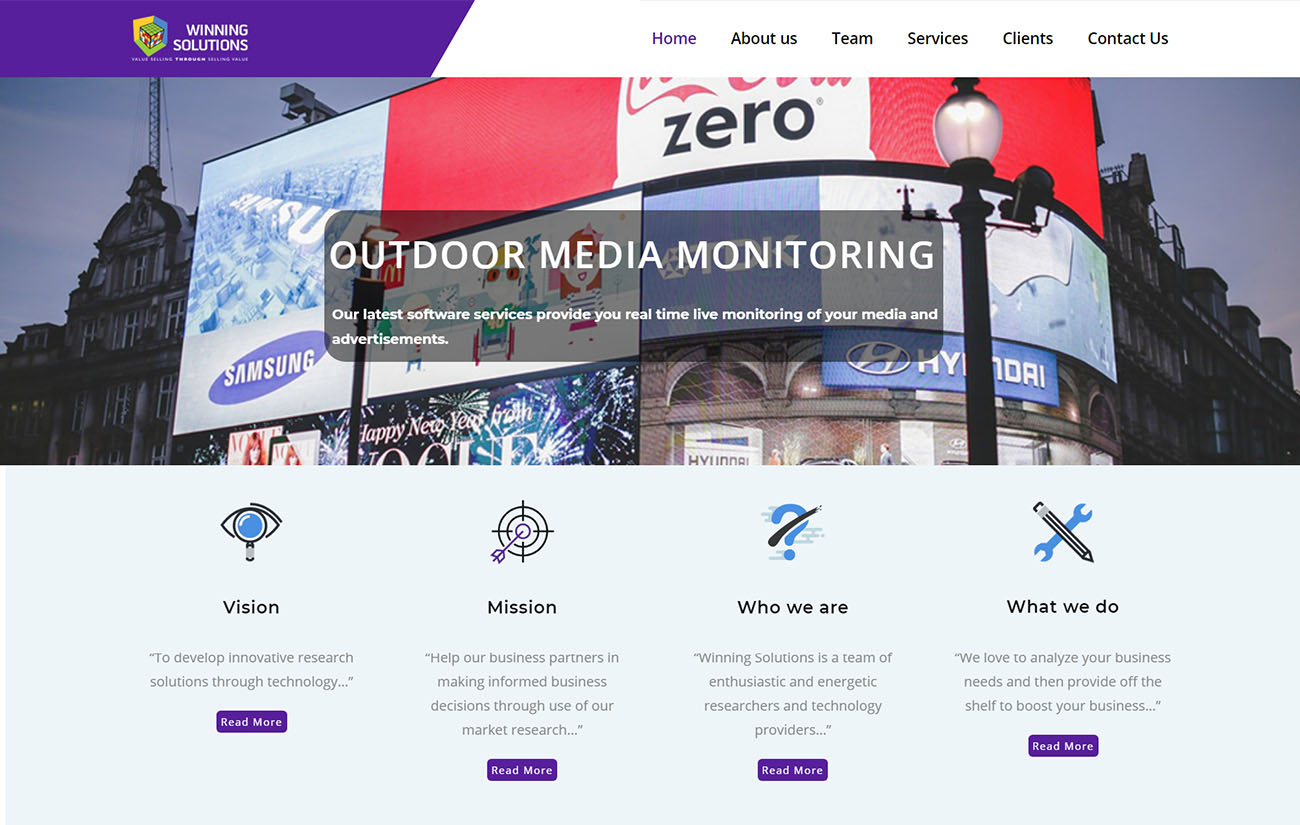 WINNING
SOLUTIONS
VALUE SELLING THROUGH SELLING VALUE
Home About us Team Services Clients Contact Us
zero
SAMSUNG
OUTDOOR MEDIA MONITORING
Our latest software services provide you real time live monitoring of your media and
advertisements.
SAMSUNG
HYUNDAI
Happy New Year from
VOGUE
VOGUE
HYUNDAI
Vision
“To develop innovative research
solutions through technology...”
Read More
Mission
“Help our business partners in
making informed business
decisions through use of our
market research...”
Read More
Who we are
“Winning Solutions is a team of
enthusiastic and energetic
researchers and technology
providers...”
Read More
What we do
“We love to analyze your business
needs and then provide off the
shelf to boost your business...”
Read More